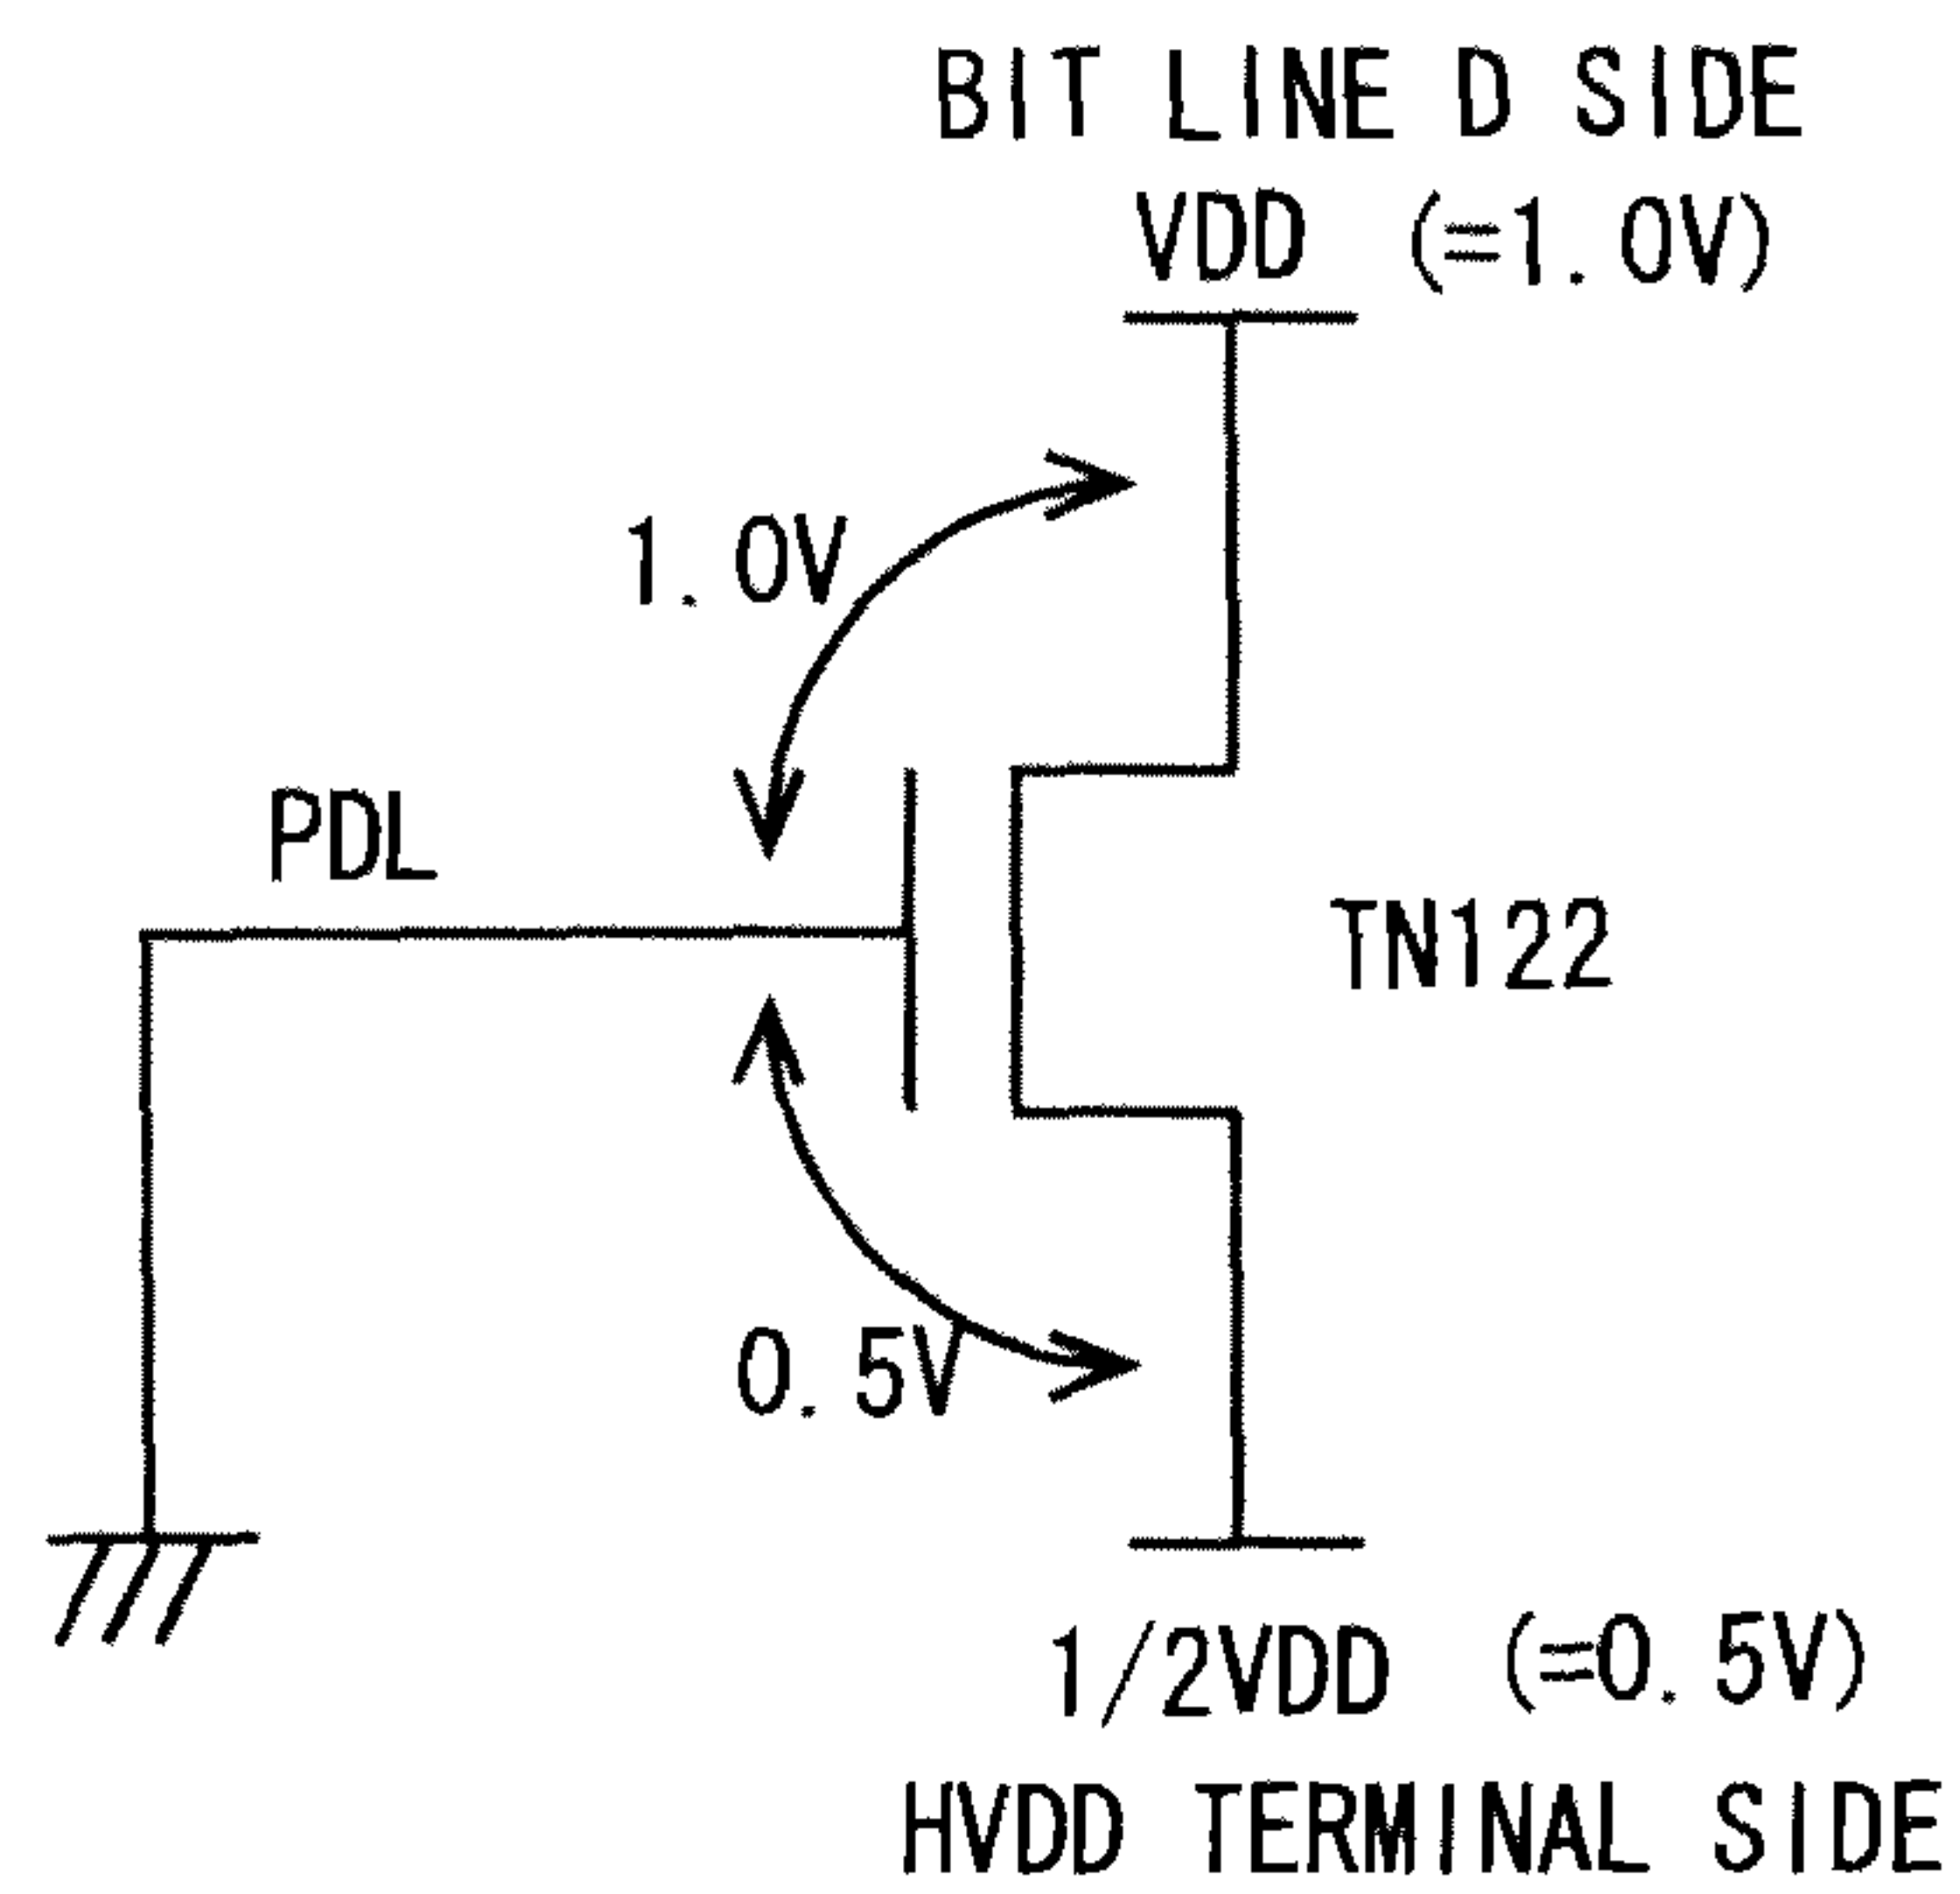 BIT LINE D SIDE
VDD (=1.0V)
1.0V
PDL
TN122
0.5V
1/2VDD (=0.5V)
HVDD TERMINAL SIDE